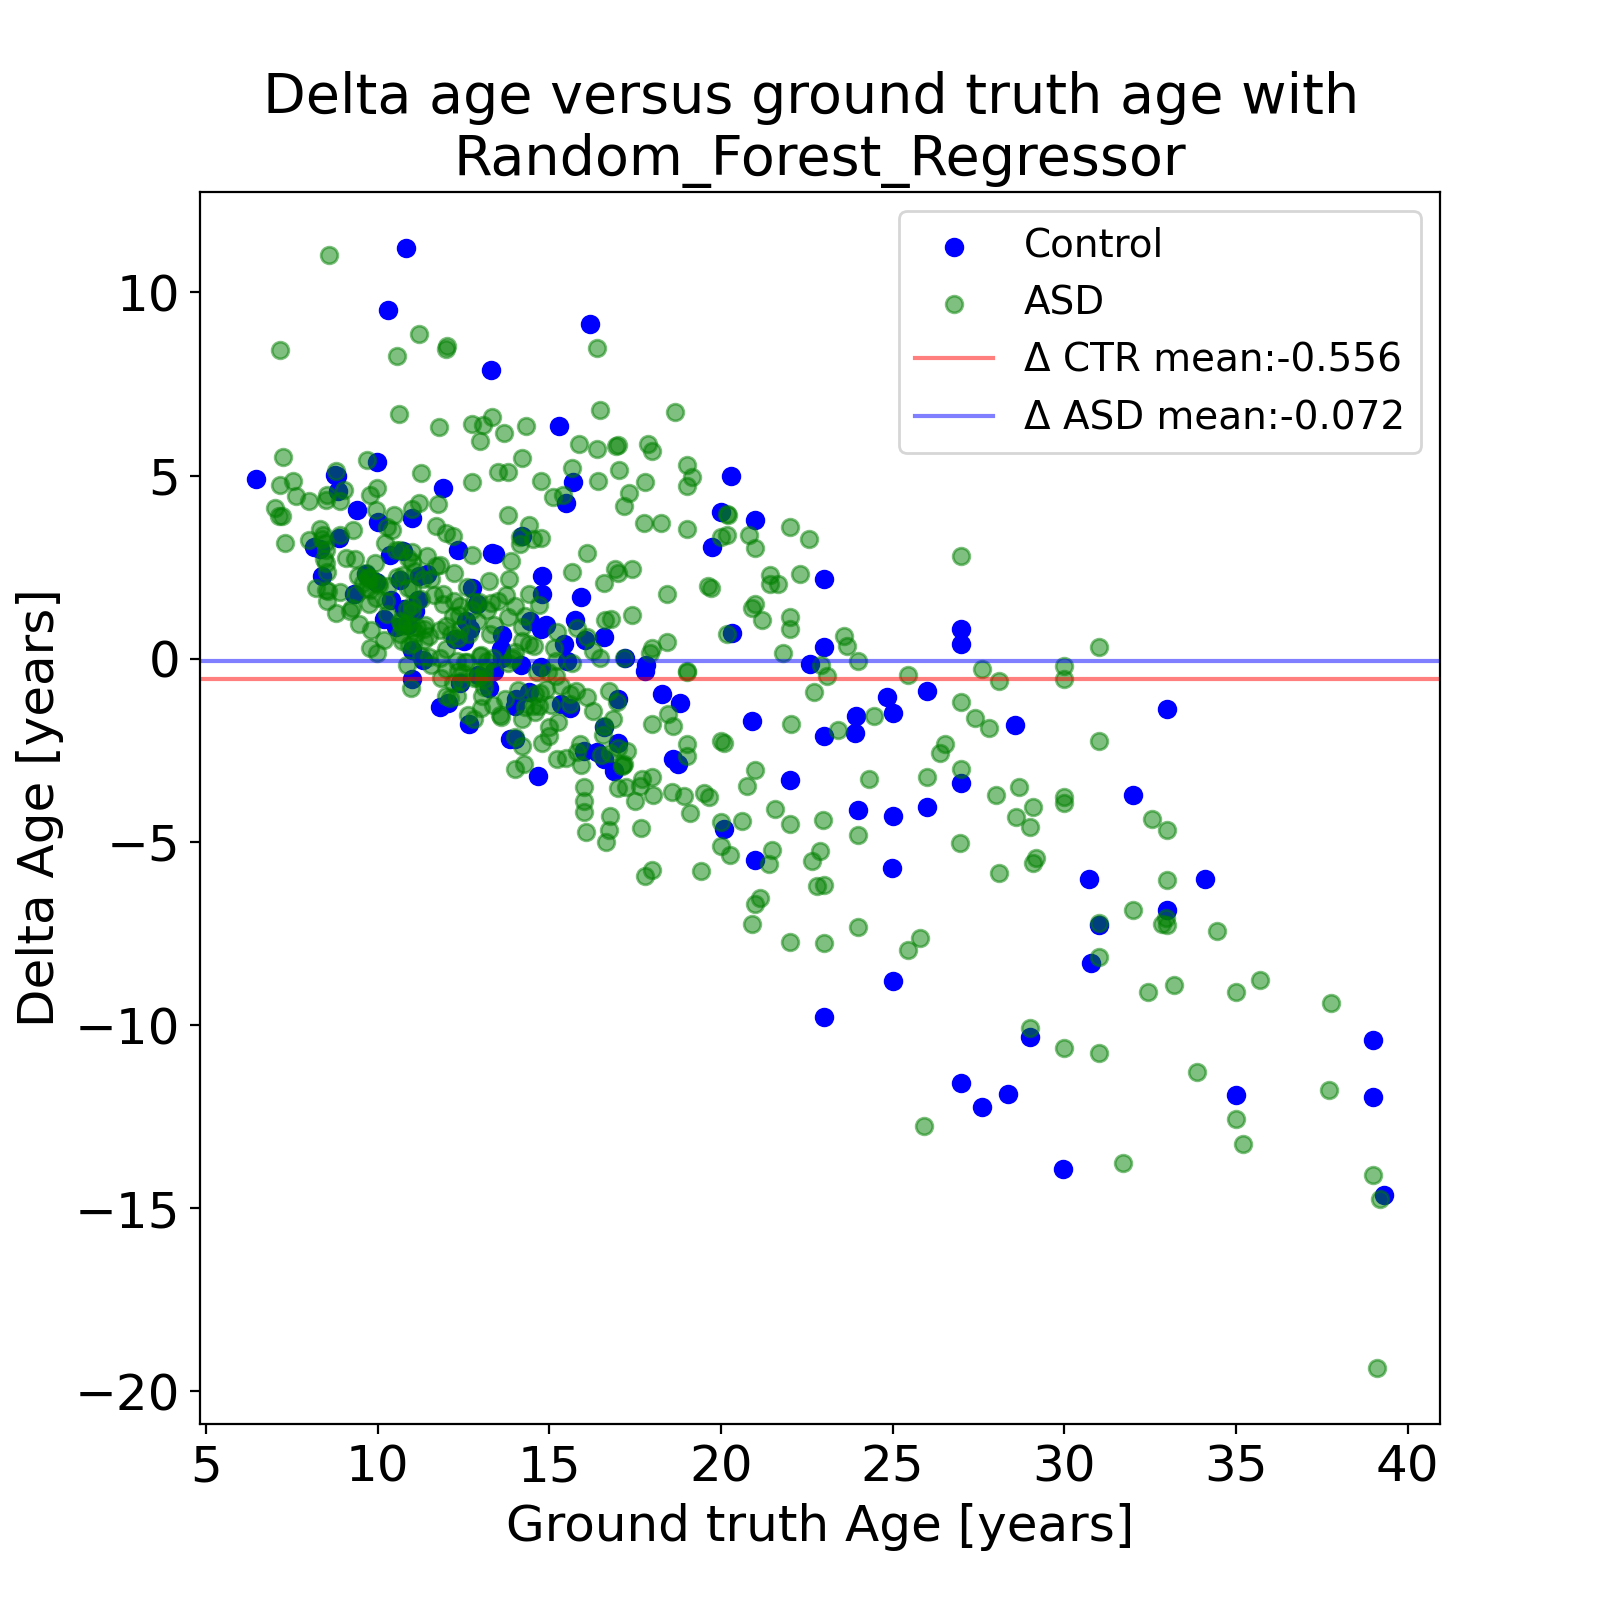 Delta age versus ground truth age with
Random_Forest_Regressor
Control
ASD
Δ CTR mean:-0.556
Δ ASD mean:-0.072
10
5
0
−5
−10
−15
−20
Delta Age [years]
5 10 15 20 25 30 35 40
Ground truth Age [years]